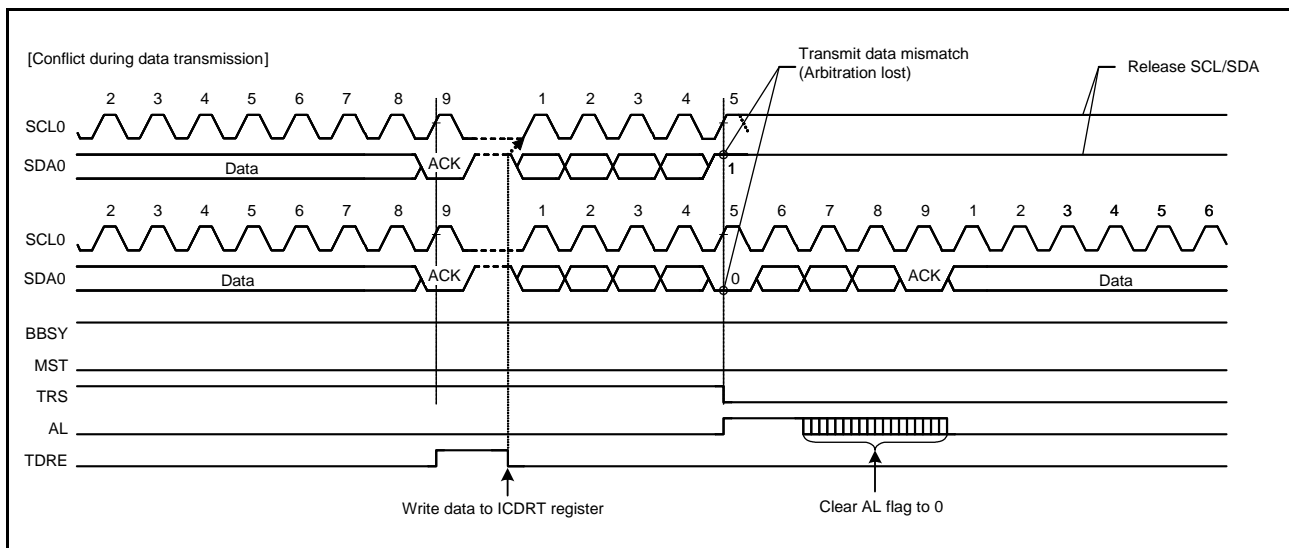 [Conflict during data transmission]
Transmit data mismatch
(Arbitration lost)
Release SCL/SDA
2 3 4 5 6 7 8 9 1 2 3 4 5
SCL0
SDA0 Data ACK 1
2 3 4 5 6 7 8 9 1 2 3 4 5 6 7 8 9 1 2 3 4 5 6
SCL0
SDA0 Data ACK 0 ACK Data
BBSY
MST
TRS
AL
TDRE
Write data to ICDRT register Clear AL flag to 0